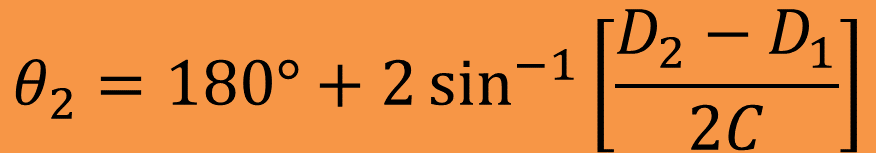 θ₂ = 180° + 2 sin⁻¹ [(D₂ − D₁)/(2C)]